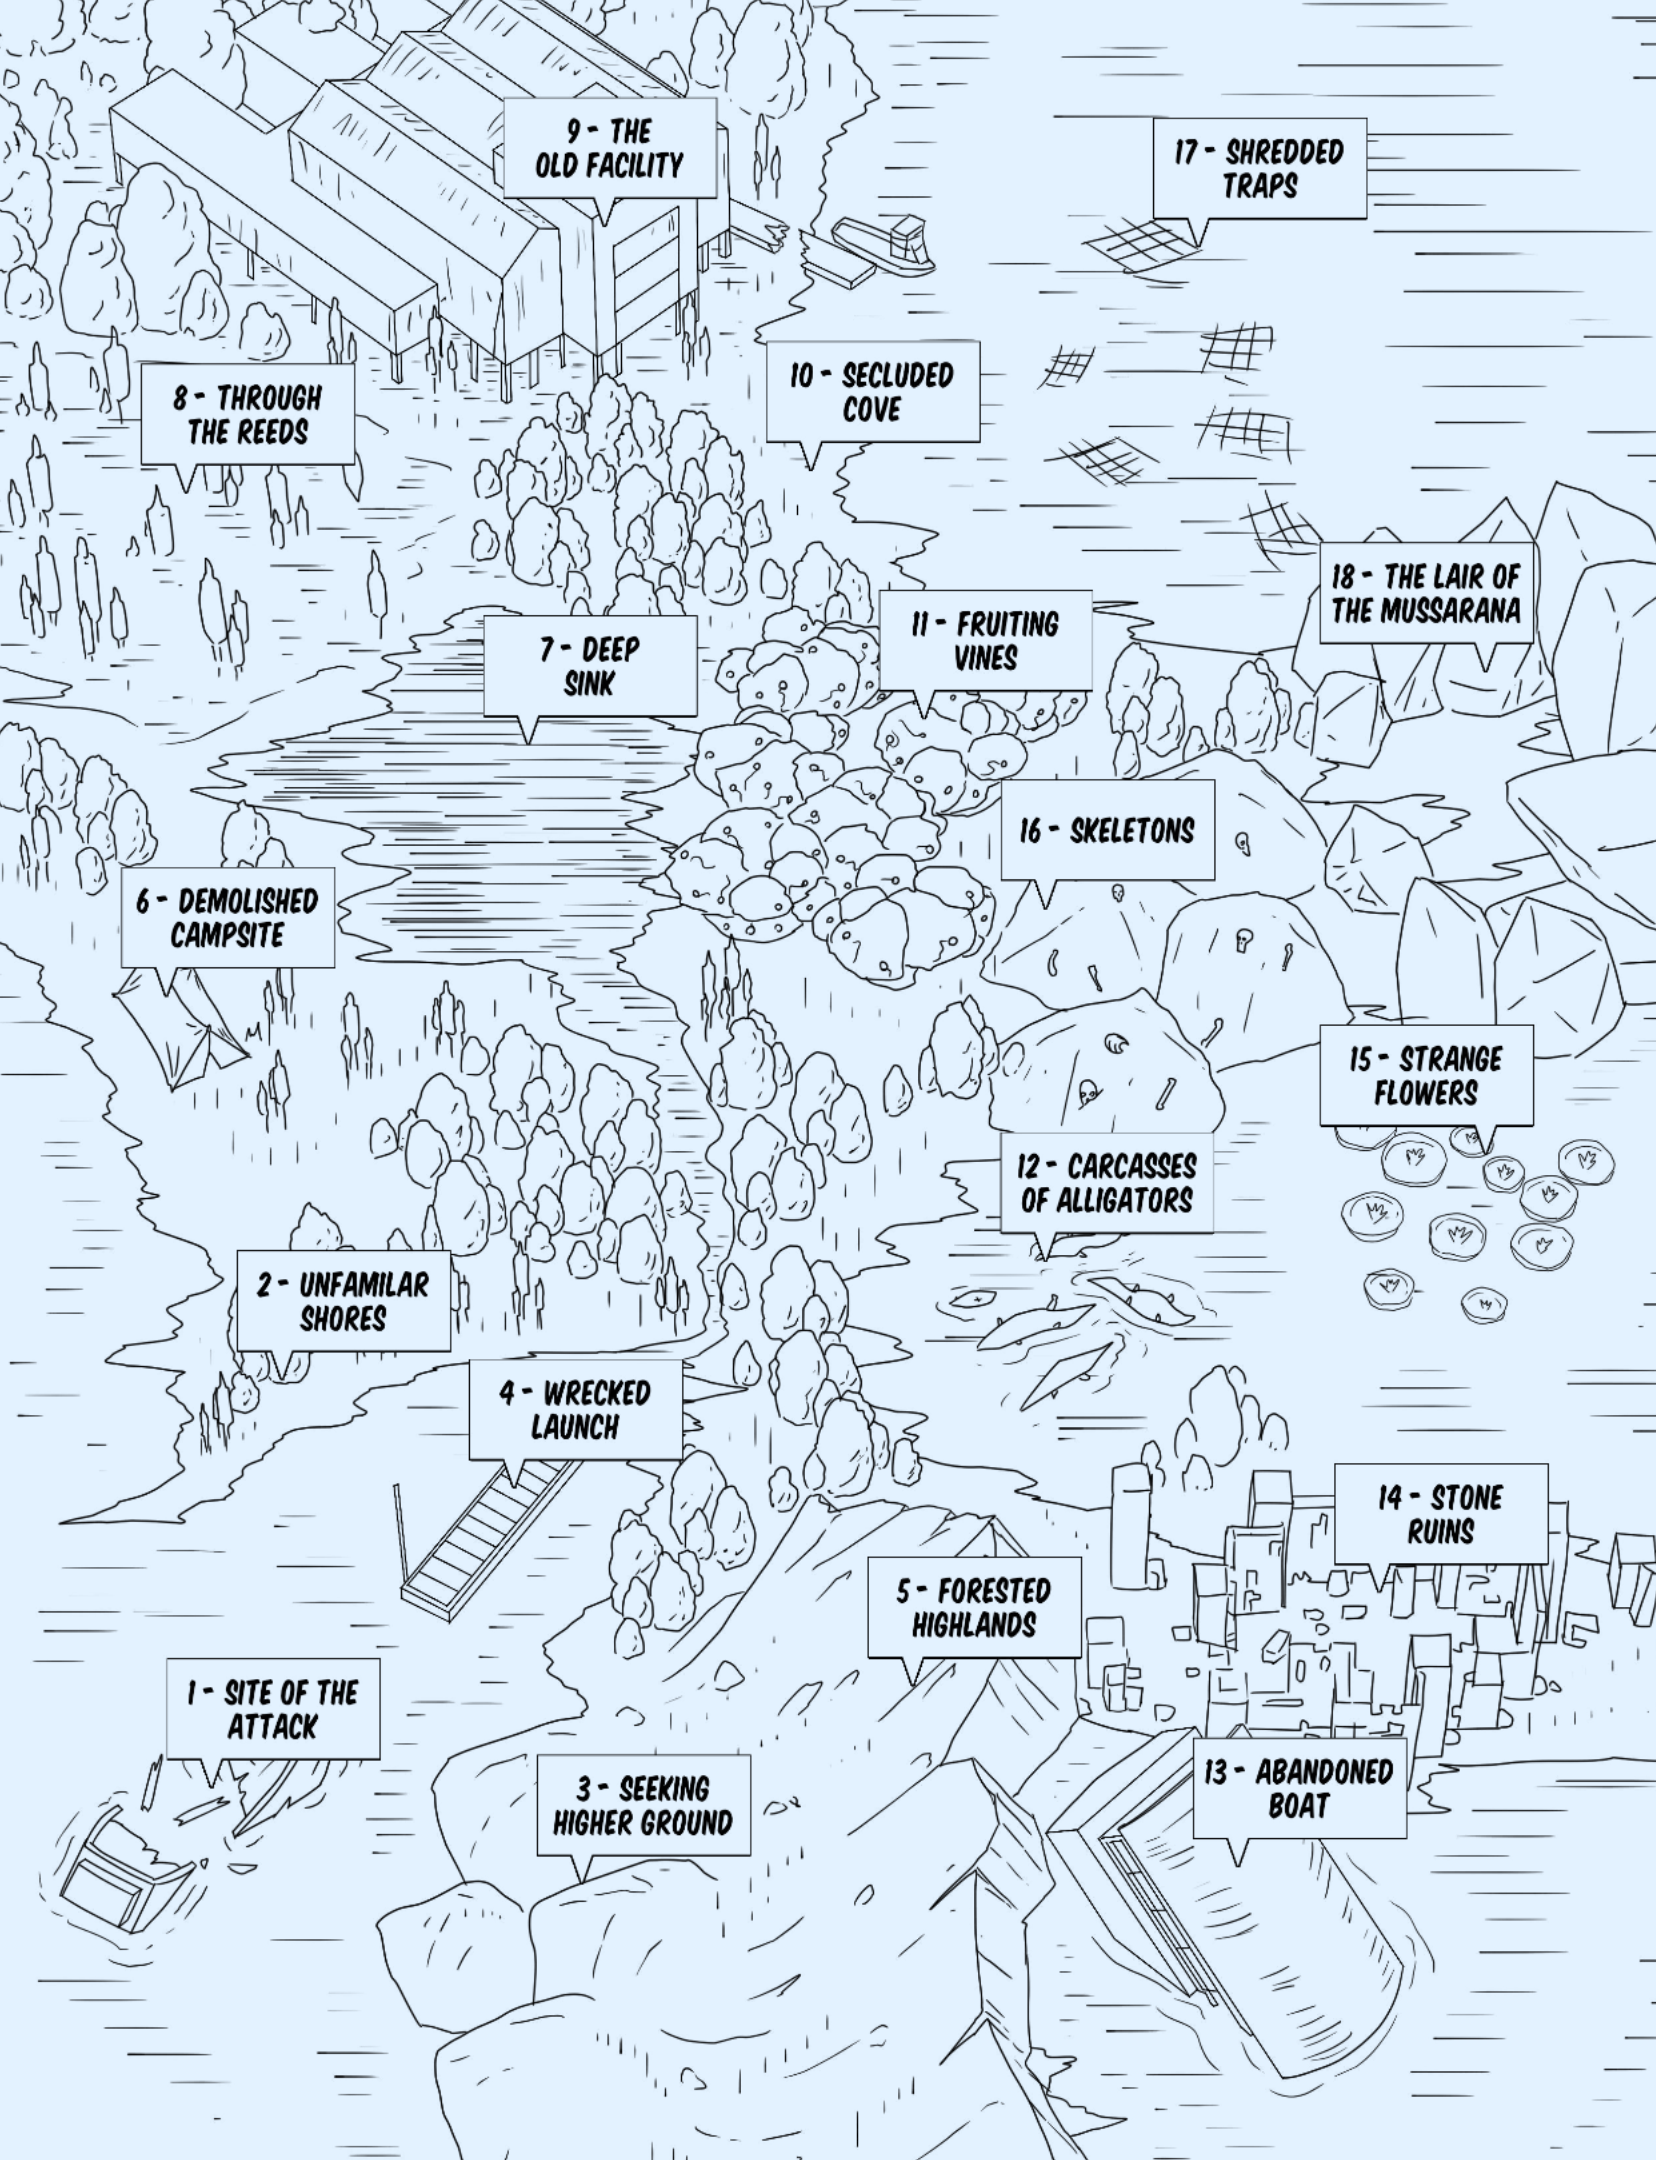 9 - THE
OLD FACILITY
17 - SHREDDED
TRAPS
10 - SECLUDED
COVE
8 - THROUGH
THE REEDS
18 - THE LAIR OF
THE MUSSARANA
11 - FRUITING
VINES
7 - DEEP
SINK
16 - SKELETONS
6 - DEMOLISHED
CAMPSITE
15 - STRANGE
FLOWERS
12 - CARCASSES
OF ALLIGATORS
2 - UNFAMILAR
SHORES
4 - WRECKED
LAUNCH
14 - STONE
RUINS
5 - FORESTED
HIGHLANDS
1 - SITE OF THE
ATTACK
13 - ABANDONED
BOAT
3 - SEEKING
HIGHER GROUND